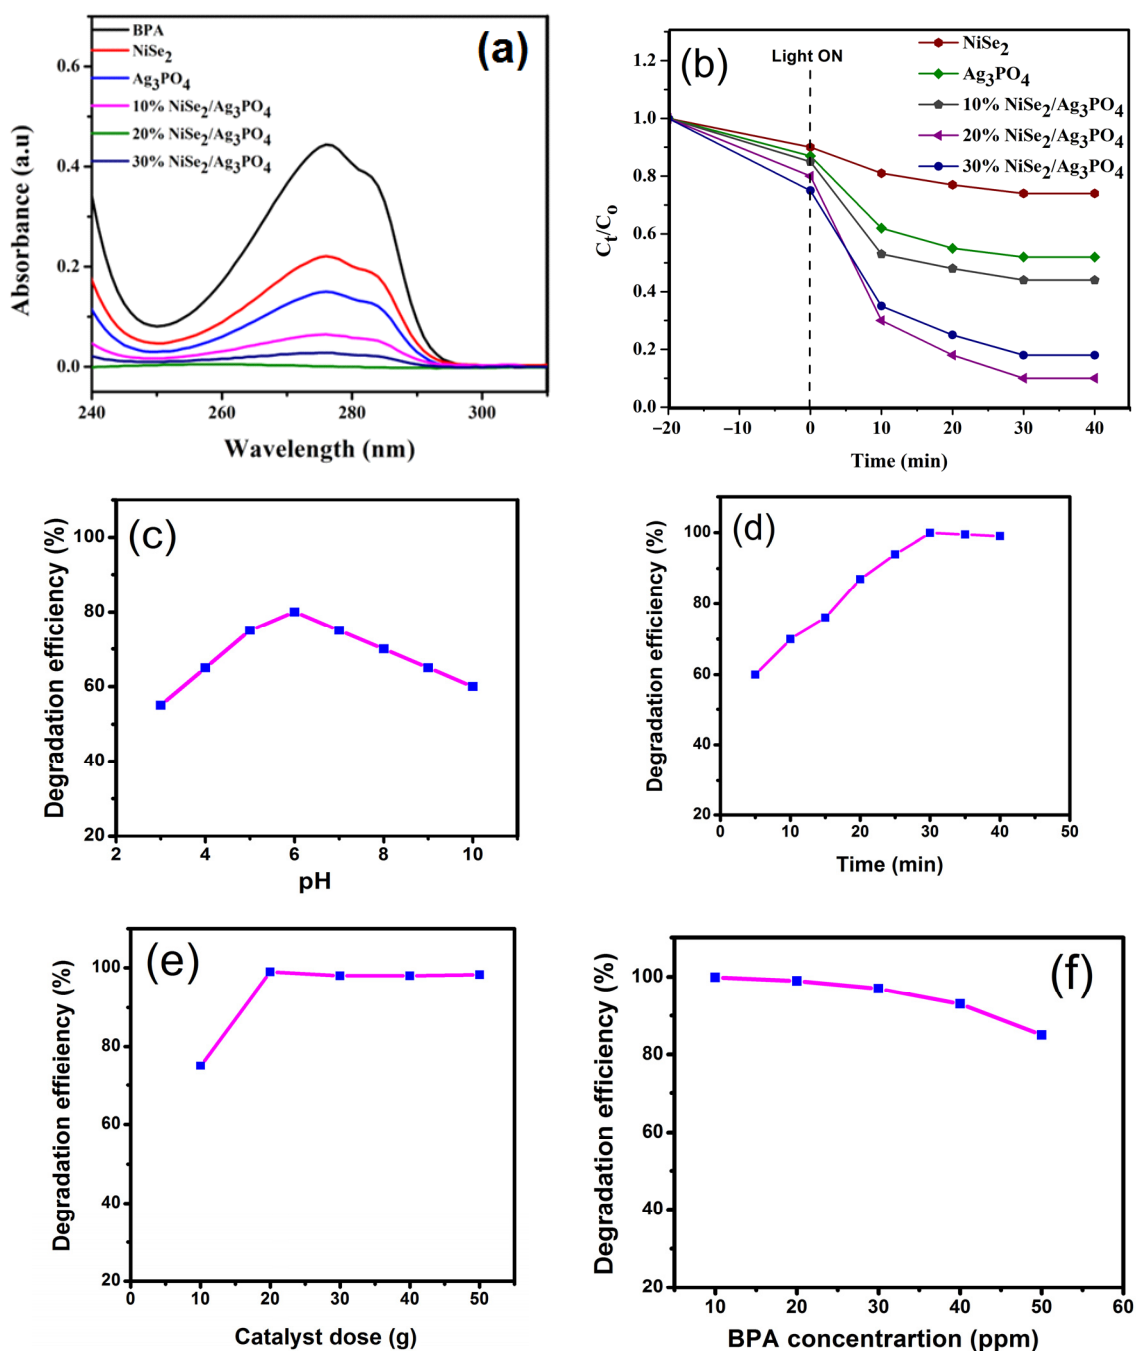 (a)
BPA
NiSe2
Ag3PO4
10% NiSe2/Ag3PO4
20% NiSe2/Ag3PO4
30% NiSe2/Ag3PO4
0.6
0.4
0.2
0.0
Absorbance (a.u)
240 260 280 300
Wavelength (nm)
(b)
Light ON
NiSe2
Ag3PO4
10% NiSe2/Ag3PO4
20% NiSe2/Ag3PO4
30% NiSe2/Ag3PO4
1.2
1.0
0.8
0.6
0.4
0.2
0.0
Ct/Co
−20 −10 0 10 20 30 40
Time (min)
(c)
100
80
60
40
20
Degradation efficiency (%)
2 4 6 8 10
pH
(d)
100
80
60
40
20
Degradation efficiency (%)
0 10 20 30 40 50
Time (min)
(e)
100
80
60
40
20
Degradation effieiency (%)
0 10 20 30 40 50
Catalyst dose (g)
(f)
100
80
60
40
20
Degradation efficiency (%)
10 20 30 40 50 60
BPA concentrartion (ppm)